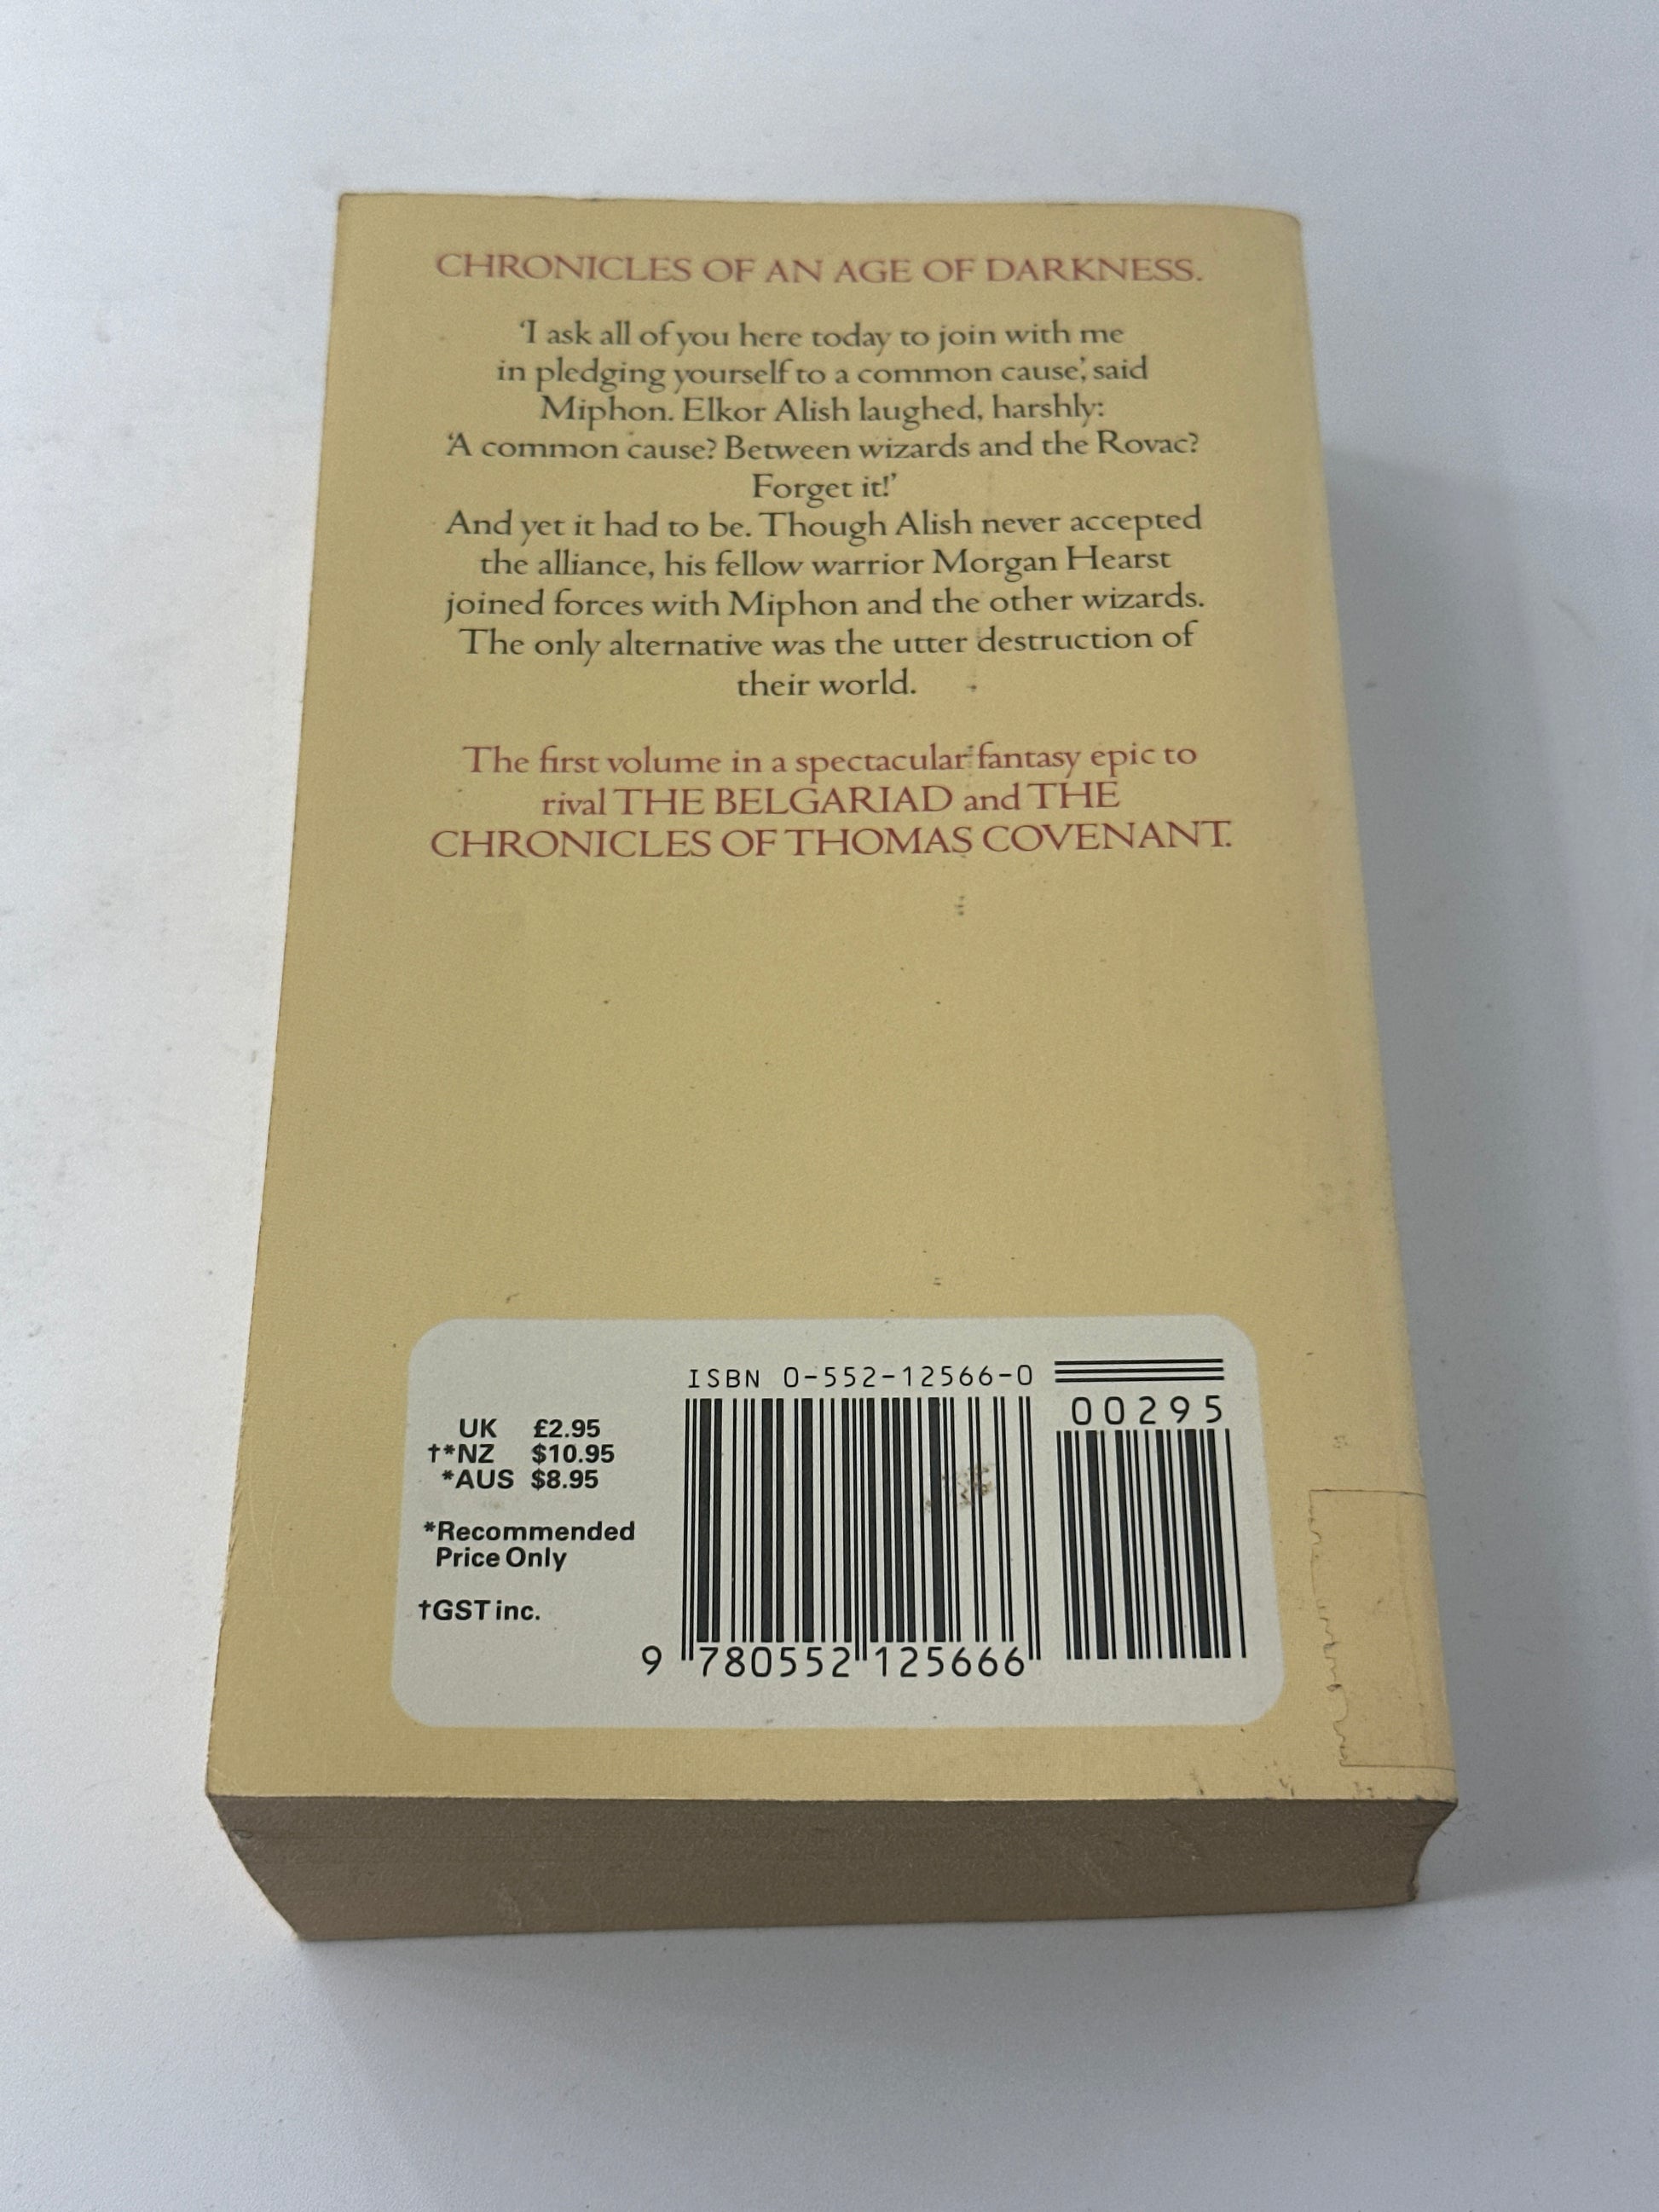 CHRONICLES OF AN AGE OF DARKNESS.
‘I ask all of you here today to join with me
in pledging yourself to a common cause’, said
Miphon. Elkor Alish laughed, harshly:
‘A common cause? Between wizards and the Rovac?
Forget it!’
And yet it had to be. Though Alish never accepted
the alliance, his fellow warrior Morgan Hearst
joined forces with Miphon and the other wizards.
The only alternative was the utter destruction of
their world.
The first volume in a spectacular fantasy epic to
rival THE BELGARIAD and THE
CHRONICLES OF THOMAS COVENANT.
UK £2.95
†*NZ $10.95
*AUS $8.95
*Recommended
Price Only
†GST inc.
ISBN 0-552-12566-0
00295
9 780552 125666